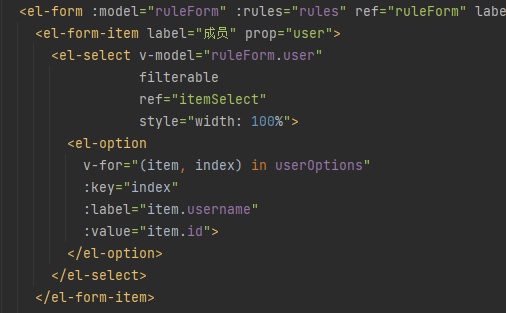 <el-form :model="ruleForm" :rules="rules" ref="ruleForm"
<el-form-item label="成员" prop="user">
<el-select v-model="ruleForm.user"
filterable
ref="itemSelect"
style="width: 100%">
<el-option
v-for="(item, index) in userOptions"
:key="index"
:label="item.username"
:value="item.id">
</el-option>
</el-select>
</el-form-item>